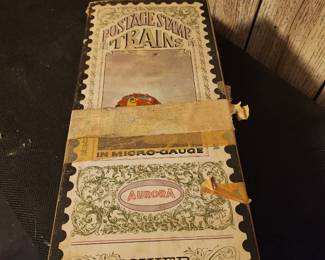 POSTAGE STAMP
TRAINS
IN MICRO-GAUGE
AURORA